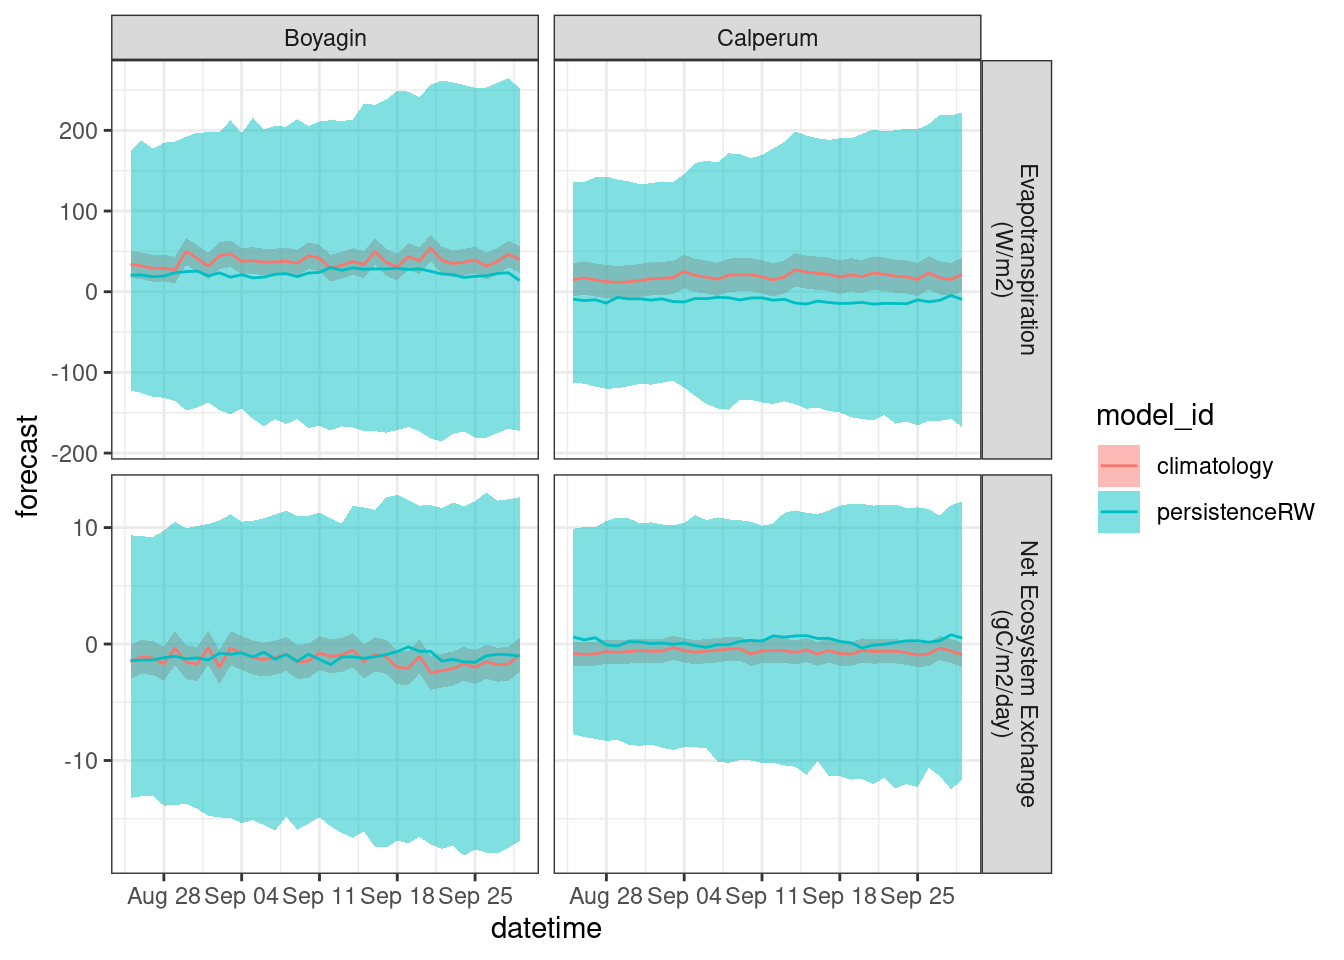 Boyagin
Calperum
200
100
0
-100
-200
Evapotranspiration
(W/m2)
10
0
-10
Net Ecosystem Exchange
(gC/m2/day)
forecast
Aug 28 Sep 04 Sep 11 Sep 18 Sep 25
Aug 28 Sep 04 Sep 11 Sep 18 Sep 25
datetime
model_id
climatology
persistenceRW